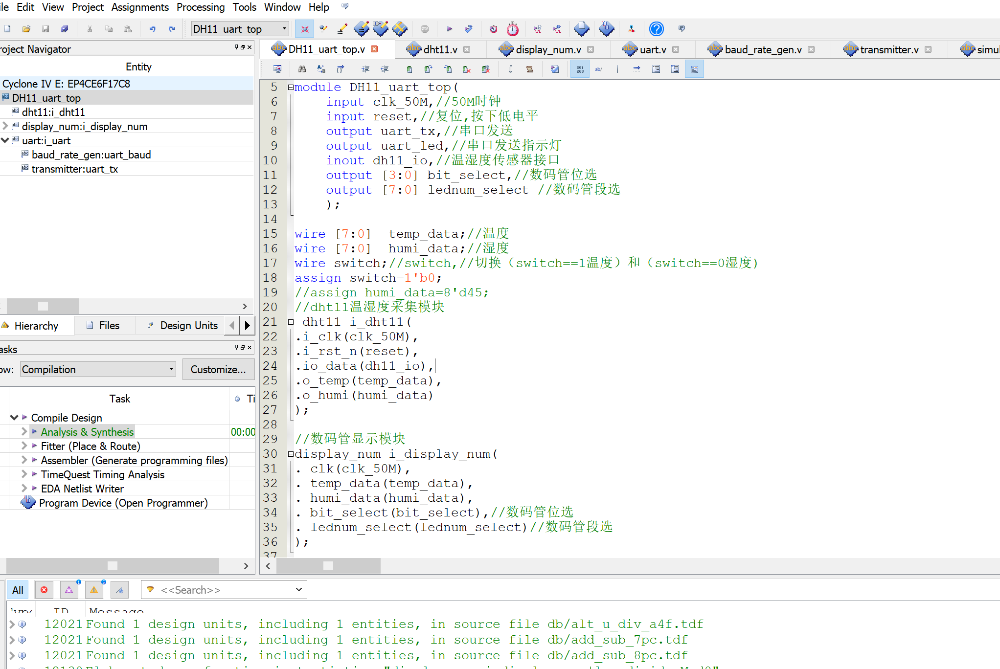 ile Edit View Project Assignments Processing Tools Window Help
DH11_uart_top
roject Navigator
Entity
Cyclone IV E: EP4CE6F17C8
DH11_uart_top
dht11:i_dht11
display_num:i_display_num
uart:i_uart
baud_rate_gen:uart_baud
transmitter:uart_tx
Hierarchy Files Design Units
asks
ow: Compilation Customize...
Task Ti
Compile Design
Analysis & Synthesis 00:00
Fitter (Place & Route)
Assembler (Generate programming files)
TimeQuest Timing Analysis
EDA Netlist Writer
Program Device (Open Programmer)
DH11_uart_top.v dht11.v display_num.v uart.v baud_rate_gen.v transmitter.v simul
267
268
ab/
5 module DH11_uart_top(
6 input clk_50M,//50M时钟
7 input reset,//复位,按下低电平
8 output uart_tx,//串口发送
9 output uart_led,//串口发送指示灯
10 inout dh11_io,//温湿度传感器接口
11 output [3:0] bit_select,//数码管位选
12 output [7:0] lednum_select //数码管段选
13 );
14
15 wire [7:0]  temp_data;//温度
16 wire [7:0]  humi_data;//湿度
17 wire switch;//switch,//切换（switch==1温度）和（switch==0湿度)
18 assign switch=1'b0;
19 //assign humi_data=8'd45;
20 //dht11温湿度采集模块
21 dht11 i_dht11(
22 .i_clk(clk_50M),
23 .i_rst_n(reset),
24 .io_data(dh11_io),
25 .o_temp(temp_data),
26 .o_humi(humi_data)
27 );
28
29 //数码管显示模块
30 display_num i_display_num(
31 . clk(clk_50M),
32 . temp_data(temp_data),
33 . humi_data(humi_data),
34 . bit_select(bit_select),//数码管位选
35 . lednum_select(lednum_select)//数码管段选
36 );
37
All 1 5 <<Search>>
Type ID Message
12021 Found 1 design units, including 1 entities, in source file db/alt_u_div_a4f.tdf
12021 Found 1 design units, including 1 entities, in source file db/add_sub_7pc.tdf
12021 Found 1 design units, including 1 entities, in source file db/add_sub_8pc.tdf